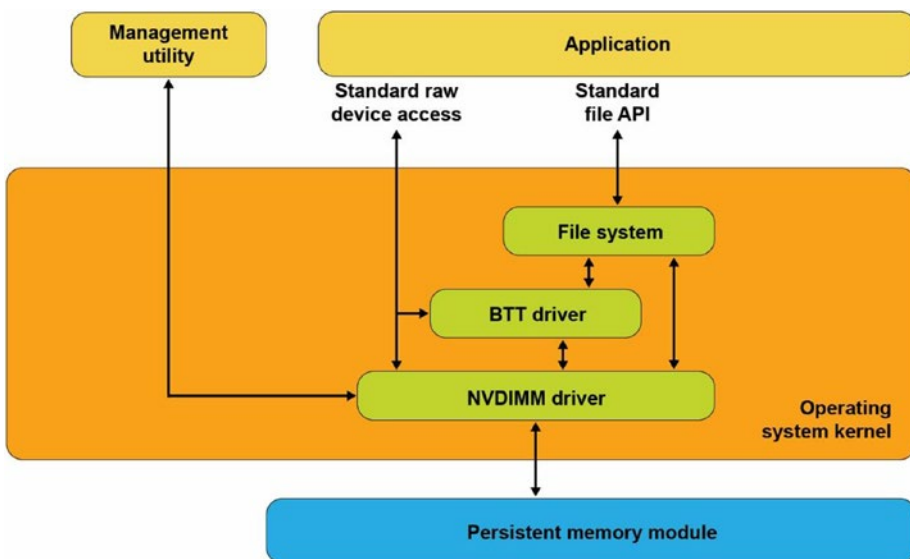 Management
utility
Application
Standard raw
device access
Standard
file API
File system
BTT driver
NVDIMM driver
Operating
system kernel
Persistent memory module